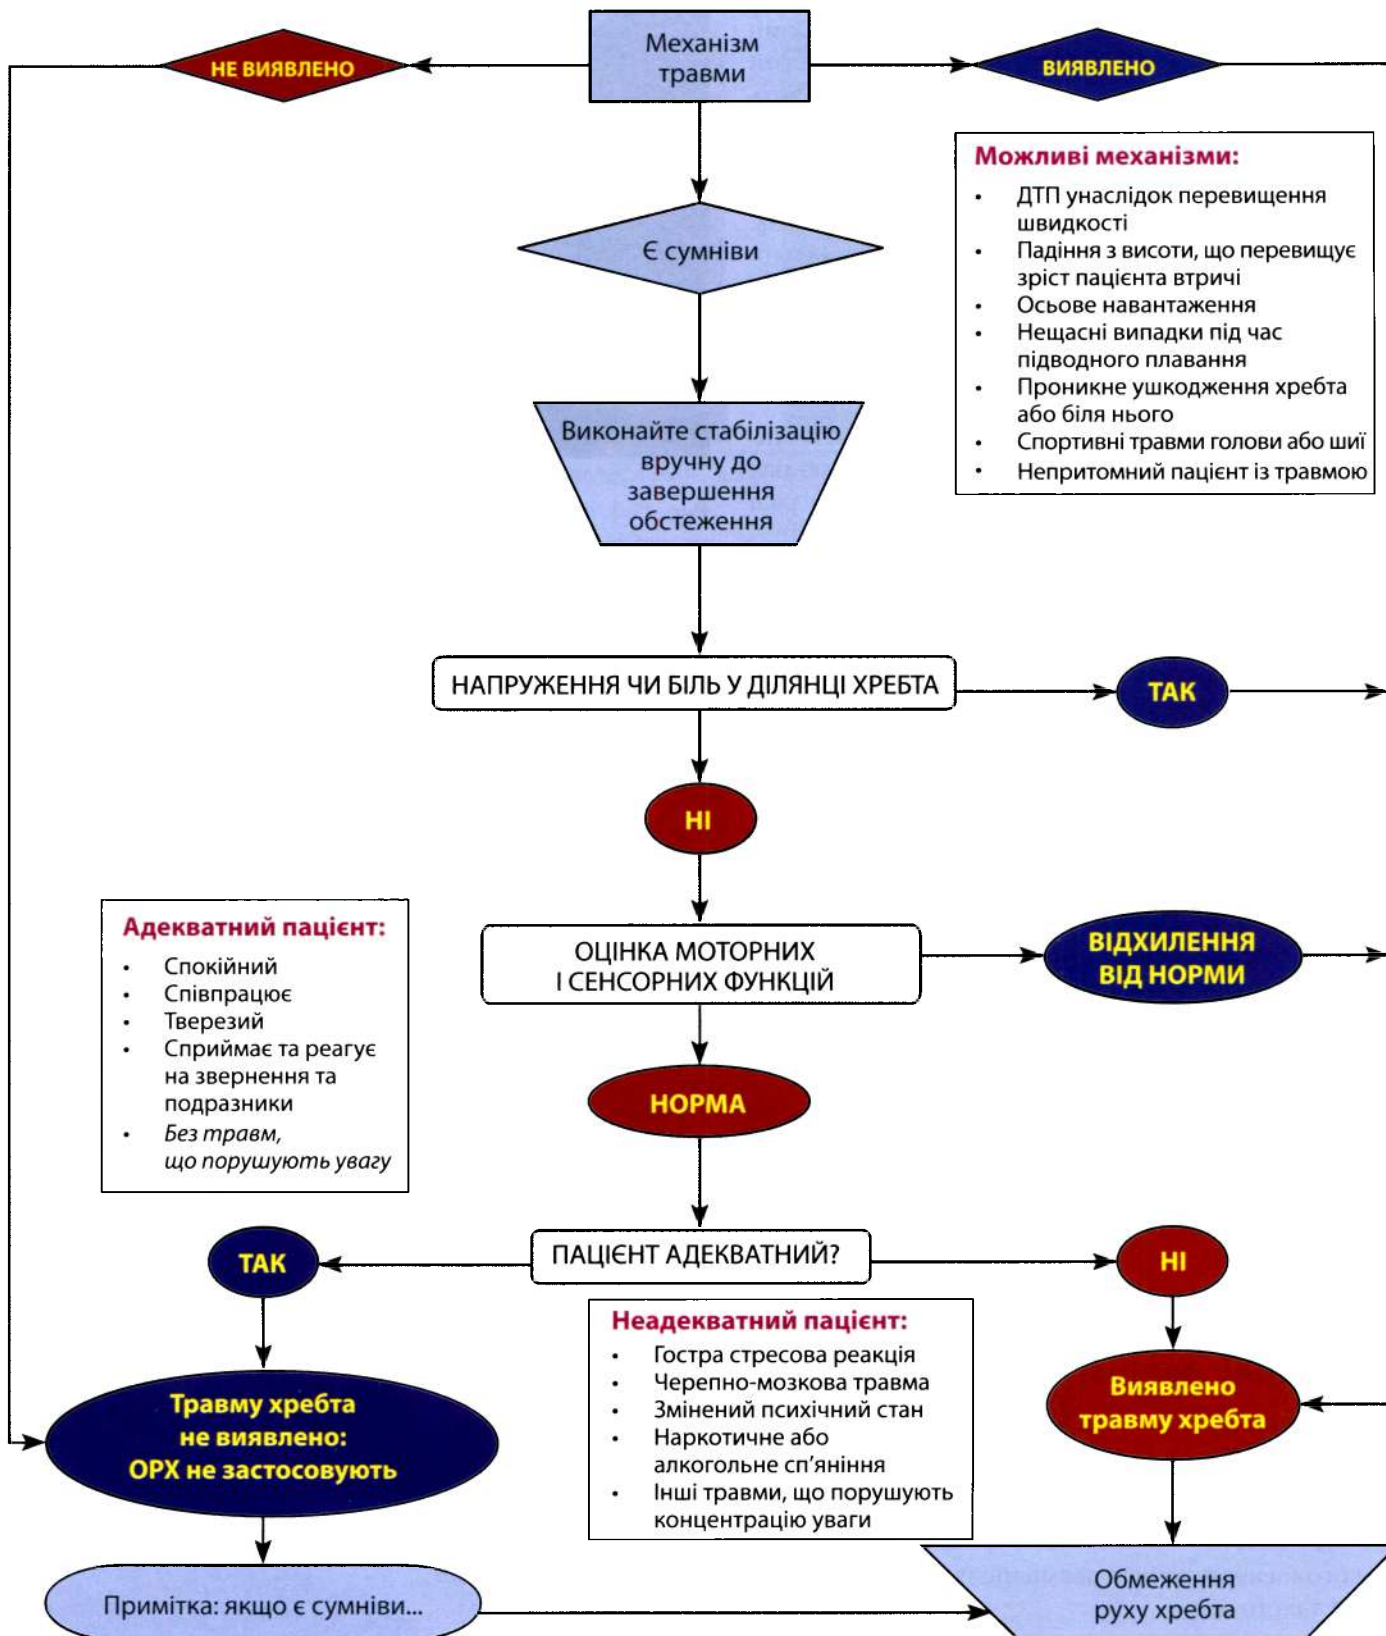 НЕ ВИЯВЛЕНО
Механізм
травми
ВИЯВЛЕНО
Можливі механізми:
• ДТП унаслідок перевищення
швидкості
• Падіння з висоти, що перевищує
зріст пацієнта втричі
• Осьове навантаження
• Нещасні випадки під час
підводного плавання
• Проникне ушкодження хребта
або біля нього
• Спортивні травми голови або шиї
• Непритомний пацієнт із травмою
Є сумніви
Виконайте стабілізацію
вручну до
завершення
обстеження
НАПРУЖЕННЯ ЧИ БІЛЬ У ДІЛЯНЦІ ХРЕБТА
ТАК
НІ
Адекватний пацієнт:
• Спокійний
• Співпрацює
• Тверезий
• Сприймає та реагує
на звернення та
подразники
• Без травм,
що порушують увагу
ОЦІНКА МОТОРНИХ
І СЕНСОРНИХ ФУНКЦІЙ
ВІДХИЛЕННЯ
ВІД НОРМИ
НОРМА
ТАК
ПАЦІЄНТ АДЕКВАТНИЙ?
НІ
Неадекватний пацієнт:
• Гостра стресова реакція
• Черепно-мозкова травма
• Змінений психічний стан
• Наркотичне або
алкогольне сп'яніння
• Інші травми, що порушують
концентрацію уваги
Травму хребта
не виявлено:
ОРХ не застосовують
Виявлено
травму хребта
Примітка: якщо є сумніви...
Обмеження
руху хребта